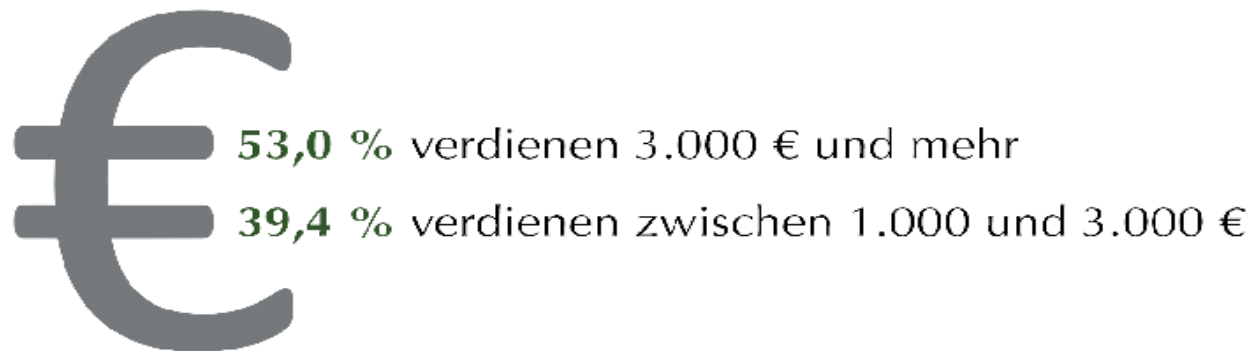 €
53,0 % verdienen 3.000 € und mehr
39,4 % verdienen zwischen 1.000 und 3.000 €